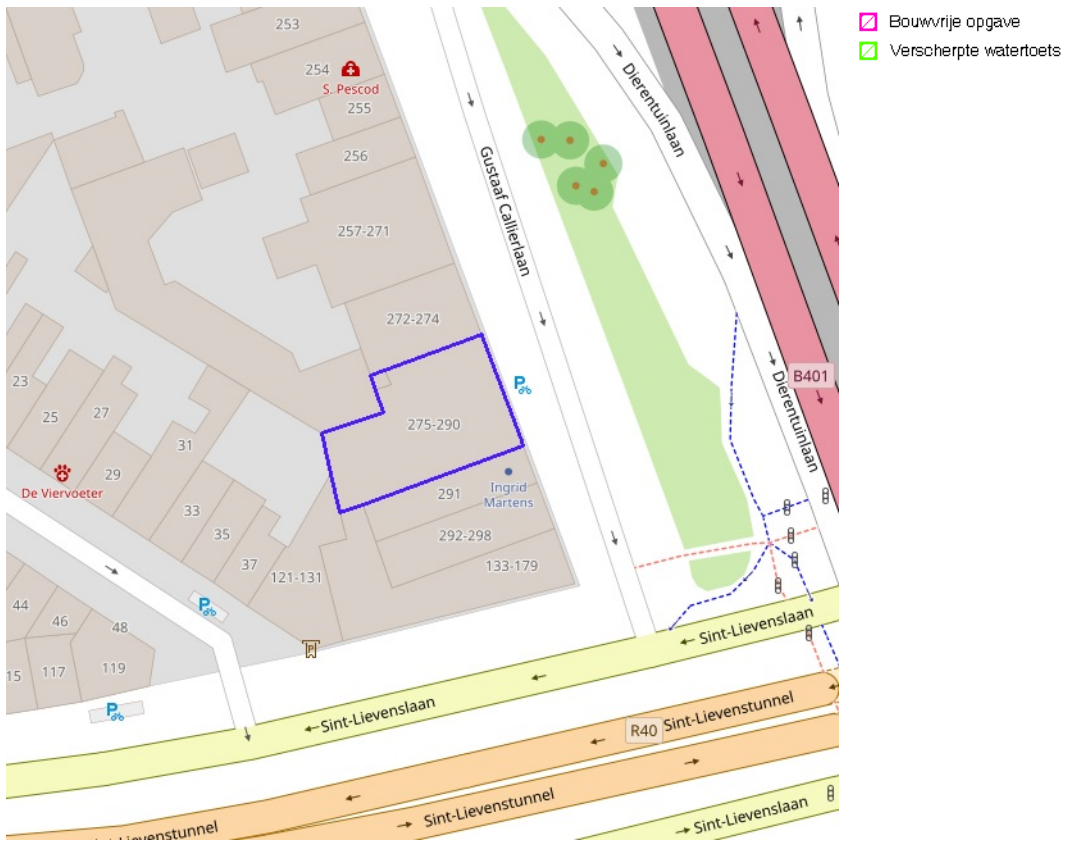 Bouwvrije opgave
Verscherpte watertoets
253
254
S. Pescod
255
256
257-271
272-274
275-290
291
Ingrid
Martens
292-298
133-179
121-131
23
25
27
29
31
33
35
37
De Viervoeter
44
46
48
15
117
119
Gustaaf Callierlaan
Dierentuinlaan
B401
Dierentuinlaan
P
P
P
P
Sint-Lievenslaan
Sint-Lievenslaan
R40
Sint-Lievenstunnel
Sint-Lievenstunnel
Sint-Lievenslaan